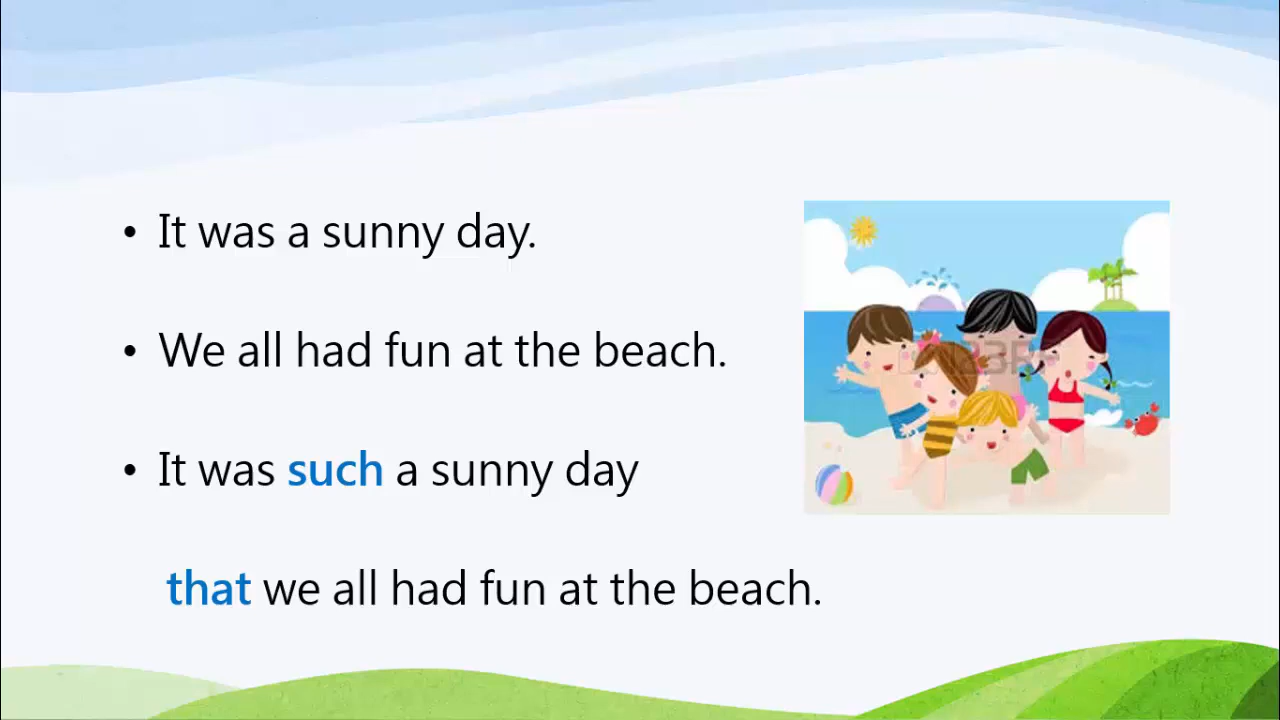 • It was a sunny day.
• We all had fun at the beach.
• It was such a sunny day
that we all had fun at the beach.